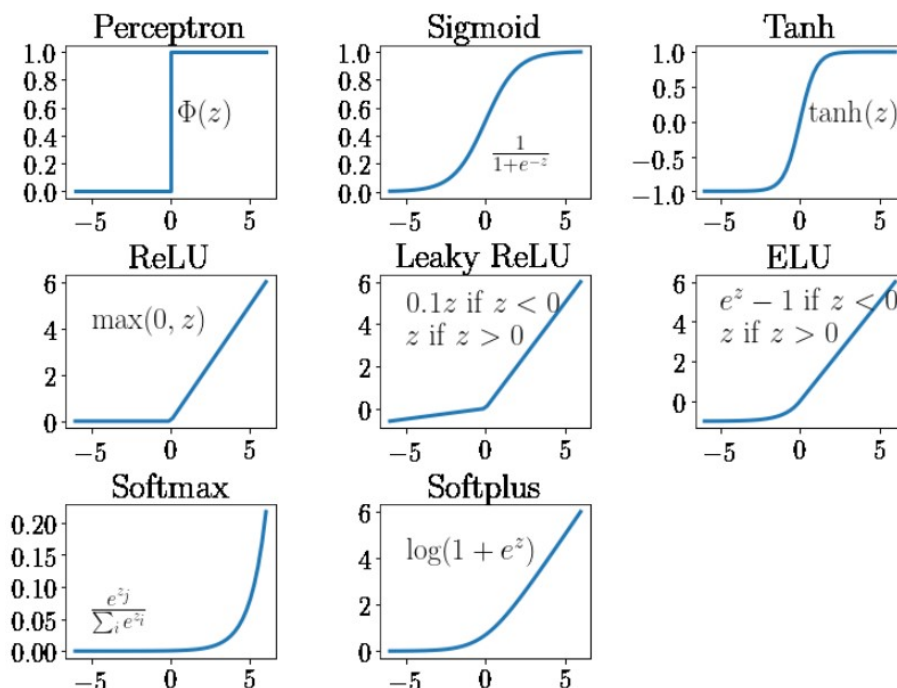 Perceptron
1.0
0.8
0.6
0.4
0.2
0.0
Φ(z)
−5 0 5
Sigmoid
1.0
0.8
0.6
0.4
0.2
0.0
1/(1+e^{−z})
−5 0 5
Tanh
1.0
0.5
0.0
−0.5
−1.0
tanh(z)
−5 0 5
ReLU
6
4
2
0
max(0, z)
−5 0 5
Leaky ReLU
6
4
2
0
0.1z if z < 0
z if z > 0
−5 0 5
ELU
6
4
2
0
e^z − 1 if z < 0
z if z > 0
−5 0 5
Softmax
0.20
0.15
0.10
0.05
0.00
e^{z_j}/∑_i e^{z_i}
−5 0 5
Softplus
6
4
2
0
log(1 + e^z)
−5 0 5